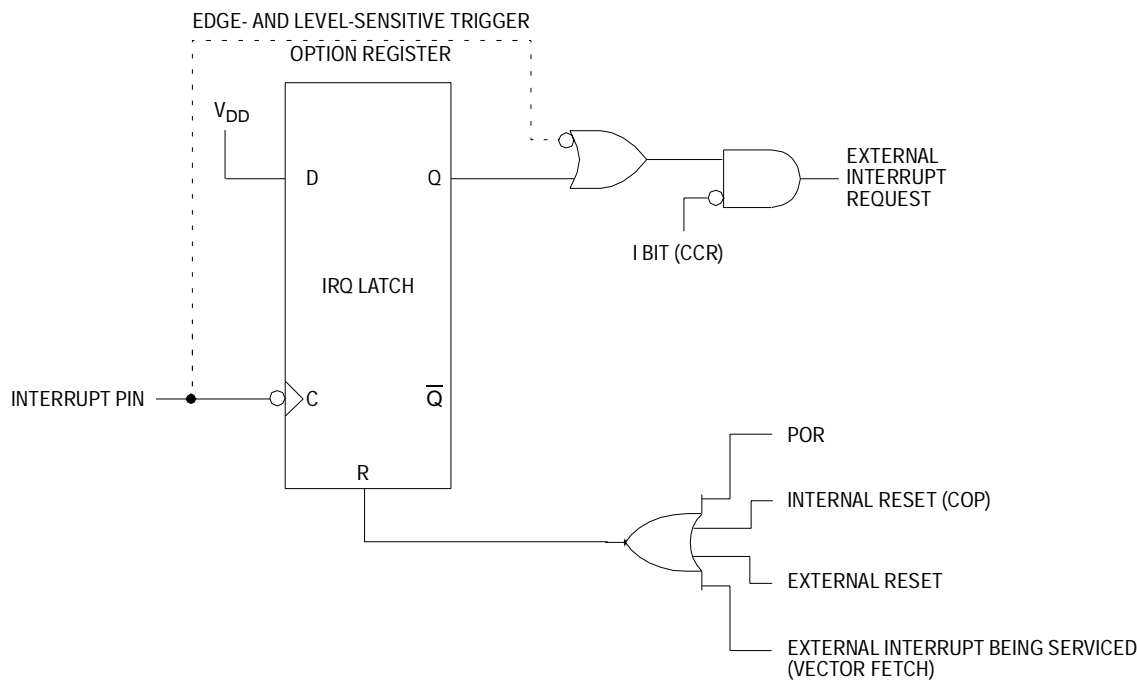 EDGE- AND LEVEL-SENSITIVE TRIGGER
OPTION REGISTER
VDD
D
Q
EXTERNAL
INTERRUPT
REQUEST
I BIT (CCR)
IRQ LATCH
INTERRUPT PIN
C
Q̅
R
POR
INTERNAL RESET (COP)
EXTERNAL RESET
EXTERNAL INTERRUPT BEING SERVICED
(VECTOR FETCH)